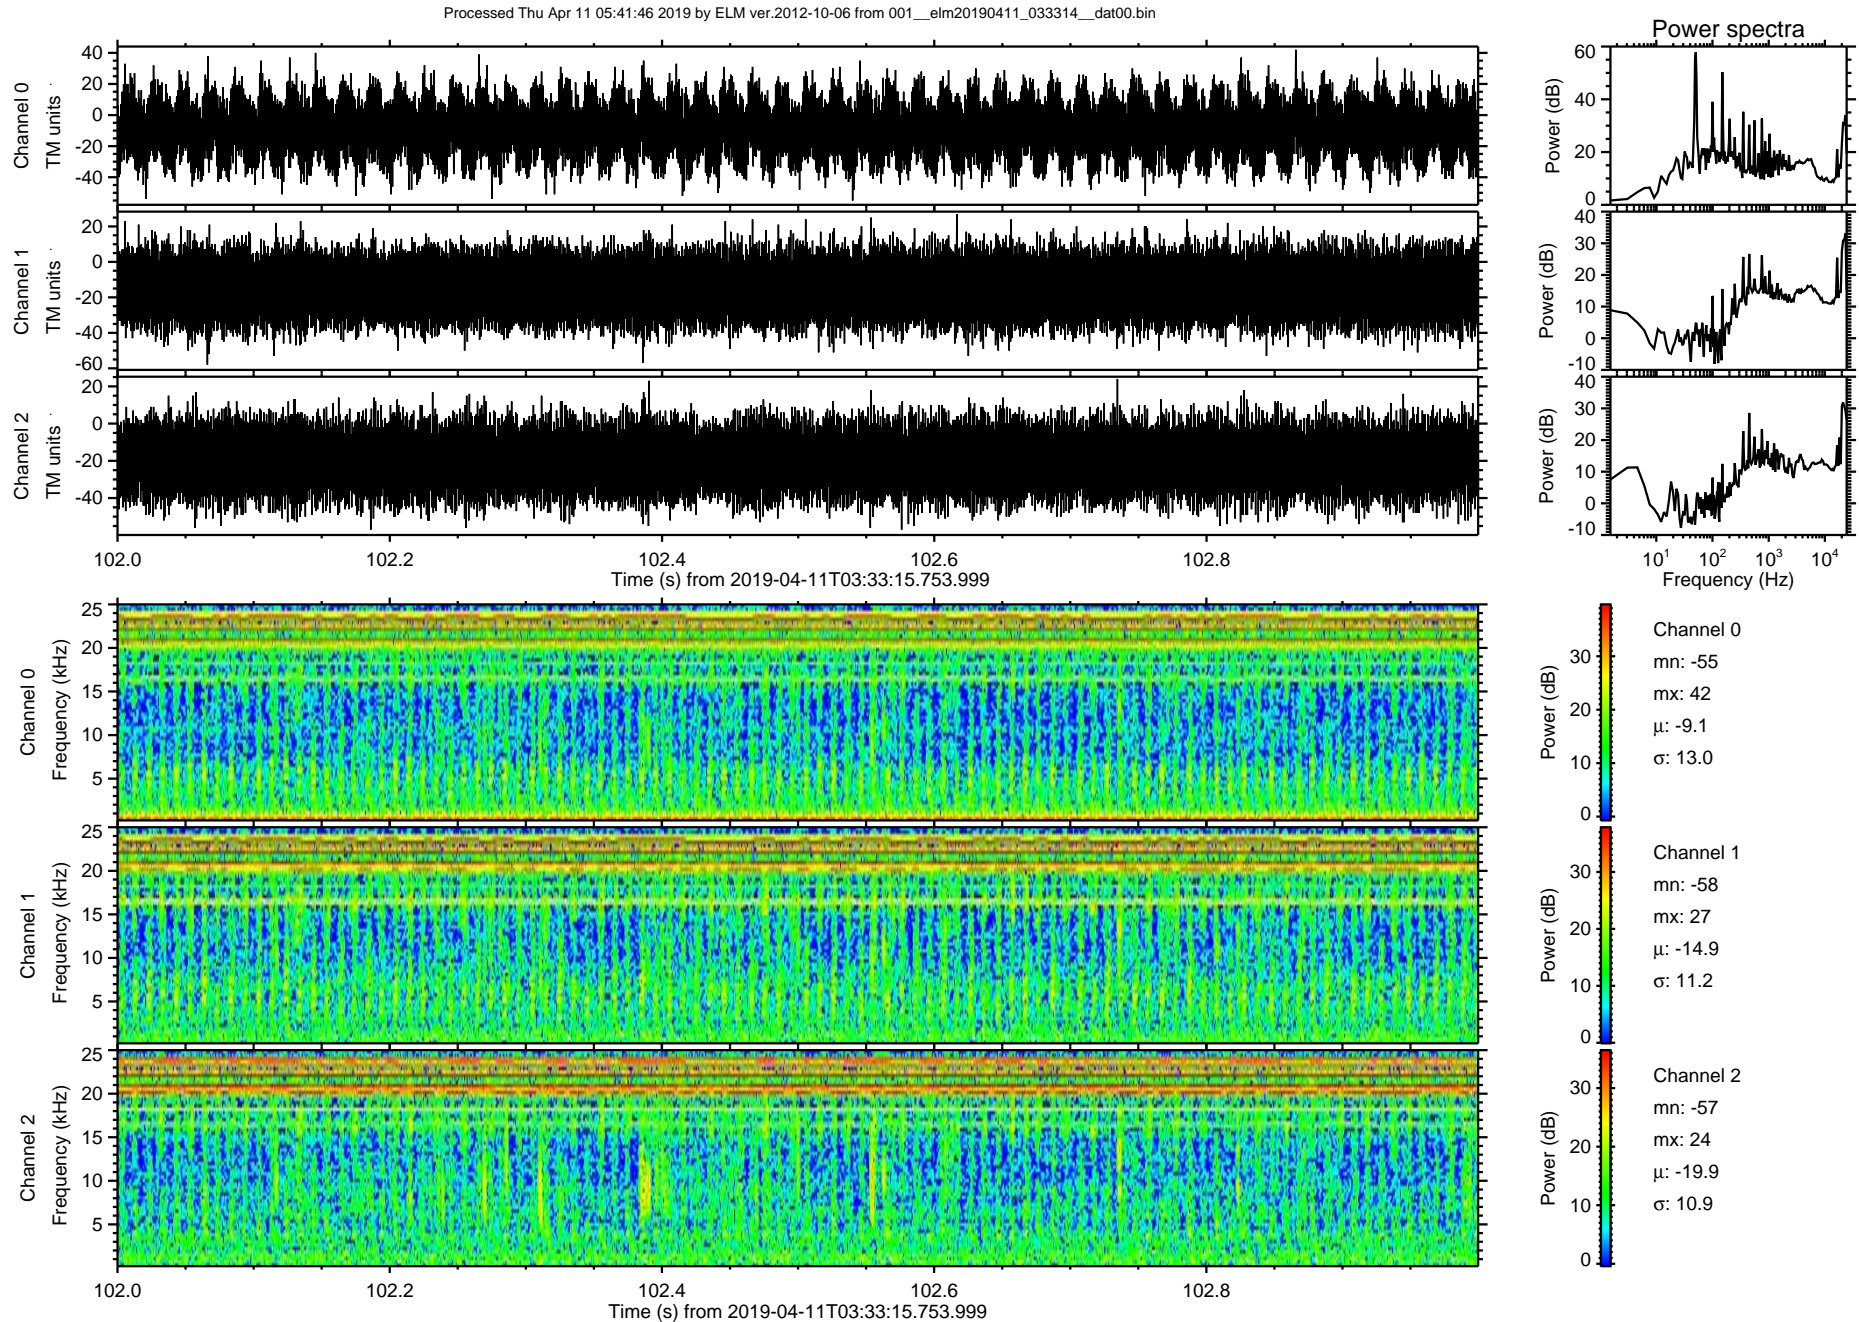 Processed Thu Apr 11 05:41:46 2019 by ELM ver.2012-10-06 from 001__elm20190411_033314__dat00.bin
Power spectra
Channel 0
TM units
40
20
0
-20
-40
Power (dB)
60
40
20
0
Channel 1
TM units
20
0
-20
-40
-60
Power (dB)
40
30
20
10
0
-10
Channel 2
TM units
20
0
-20
-40
Power (dB)
40
30
20
10
0
-10
102.0 102.2 102.4 102.6 102.8
Time (s) from 2019-04-11T03:33:15.753.999
10¹ 10² 10³ 10⁴
Frequency (Hz)
Channel 0
Frequency (kHz)
25
20
15
10
5
Power (dB)
30
20
10
0
Channel 0
mn: -55
mx: 42
μ: -9.1
σ: 13.0
Channel 1
Frequency (kHz)
25
20
15
10
5
Power (dB)
30
20
10
0
Channel 1
mn: -58
mx: 27
μ: -14.9
σ: 11.2
Channel 2
Frequency (kHz)
25
20
15
10
5
Power (dB)
30
20
10
0
Channel 2
mn: -57
mx: 24
μ: -19.9
σ: 10.9
102.0 102.2 102.4 102.6 102.8
Time (s) from 2019-04-11T03:33:15.753.999